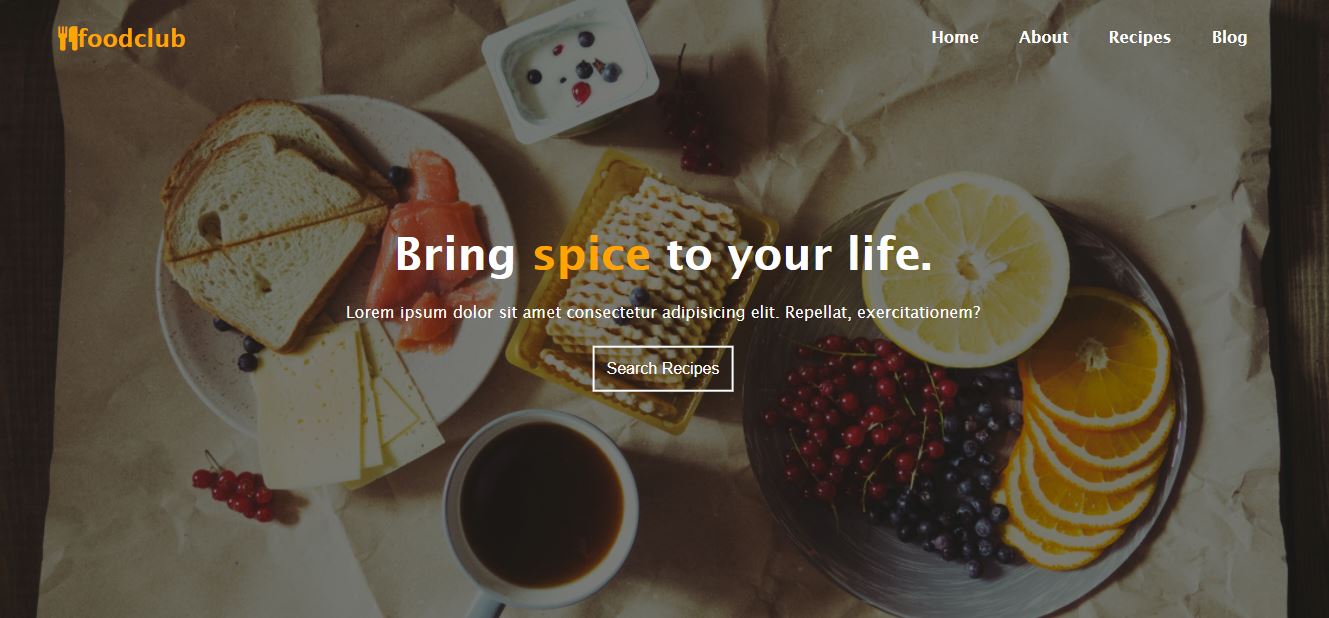 foodclub
Home About Recipes Blog
Bring spice to your life.
Lorem ipsum dolor sit amet consectetur adipisicing elit. Repellat, exercitationem?
Search Recipes